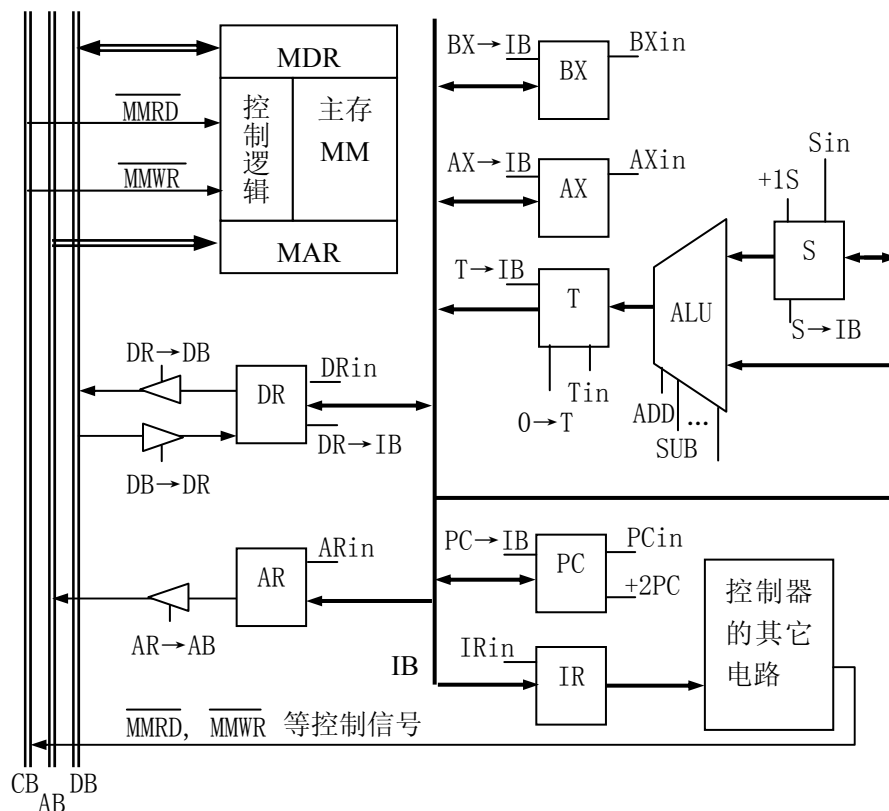 MDR
控制逻辑
主存
MM
MAR
MMRD
MMWR
BX→IB
BXin
BX
AX→IB
AXin
AX
T→IB
T
Tin
0→T
ALU
ADD
SUB
...
+1S
Sin
S
S→IB
DR→DB
DRin
DR
DR→IB
DB→DR
ARin
AR
AR→AB
IB
PC→IB
PCin
PC
+2PC
IRin
IR
控制器
的其它
电路
MMRD, MMWR 等控制信号
CB
AB
DB